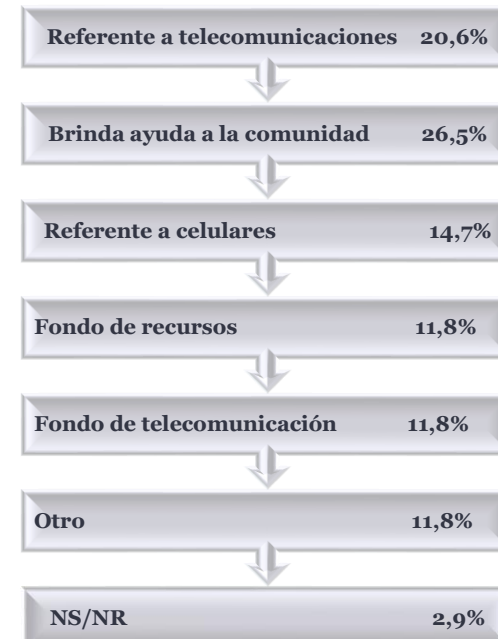 Referente a telecomunicaciones 20,6%
Brinda ayuda a la comunidad 26,5%
Referente a celulares 14,7%
Fondo de recursos 11,8%
Fondo de telecomunicación 11,8%
Otro 11,8%
NS/NR 2,9%